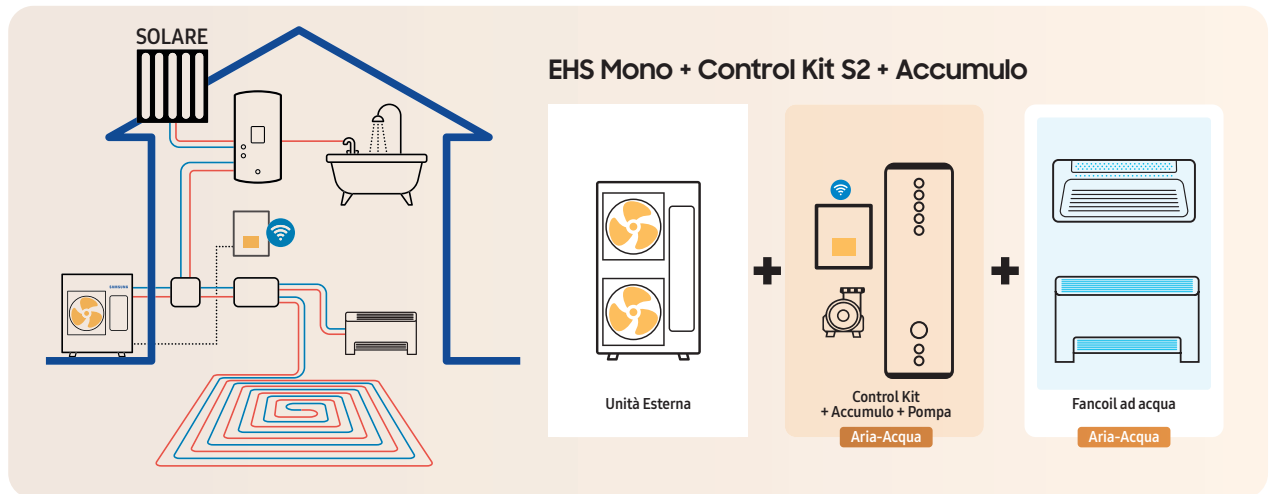 SOLARE
EHS Mono + Control Kit S2 + Accumulo
SAMSUNG
Unità Esterna
Control Kit
+ Accumulo + Pompa
Aria-Acqua
Fancoil ad acqua
Aria-Acqua